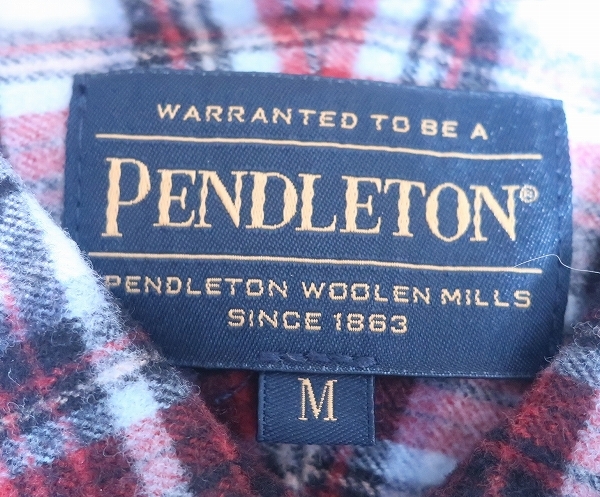 WARRANTED TO BE A
PENDLETON®
PENDLETON WOOLEN MILLS
SINCE 1863
M